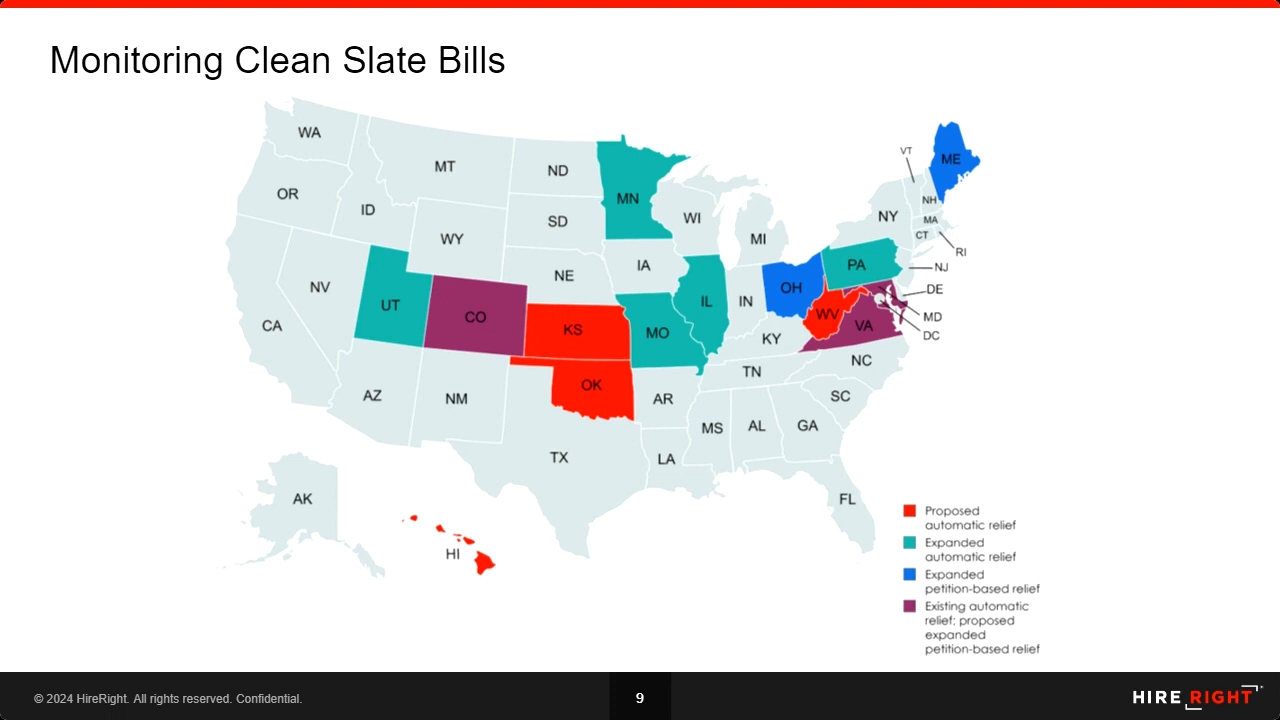 Monitoring Clean Slate Bills
WA
MT
ND
MN
VT
ME
OR
ID
SD
WI
NH
NY
MA
CT
WY
MI
RI
IA
NE
PA
NJ
NV
UT
IL
IN
OH
DE
CO
WV
MD
CA
KS
MO
VA
DC
KY
NC
TN
AZ
NM
OK
AR
SC
MS
AL
GA
TX
LA
AK
FL
HI
Proposed
automatic relief
Expanded
automatic relief
Expanded
petition-based relief
Existing automatic
relief; proposed
expanded
petition-based relief
© 2024 HireRight. All rights reserved. Confidential.
9
HIRE RIGHT